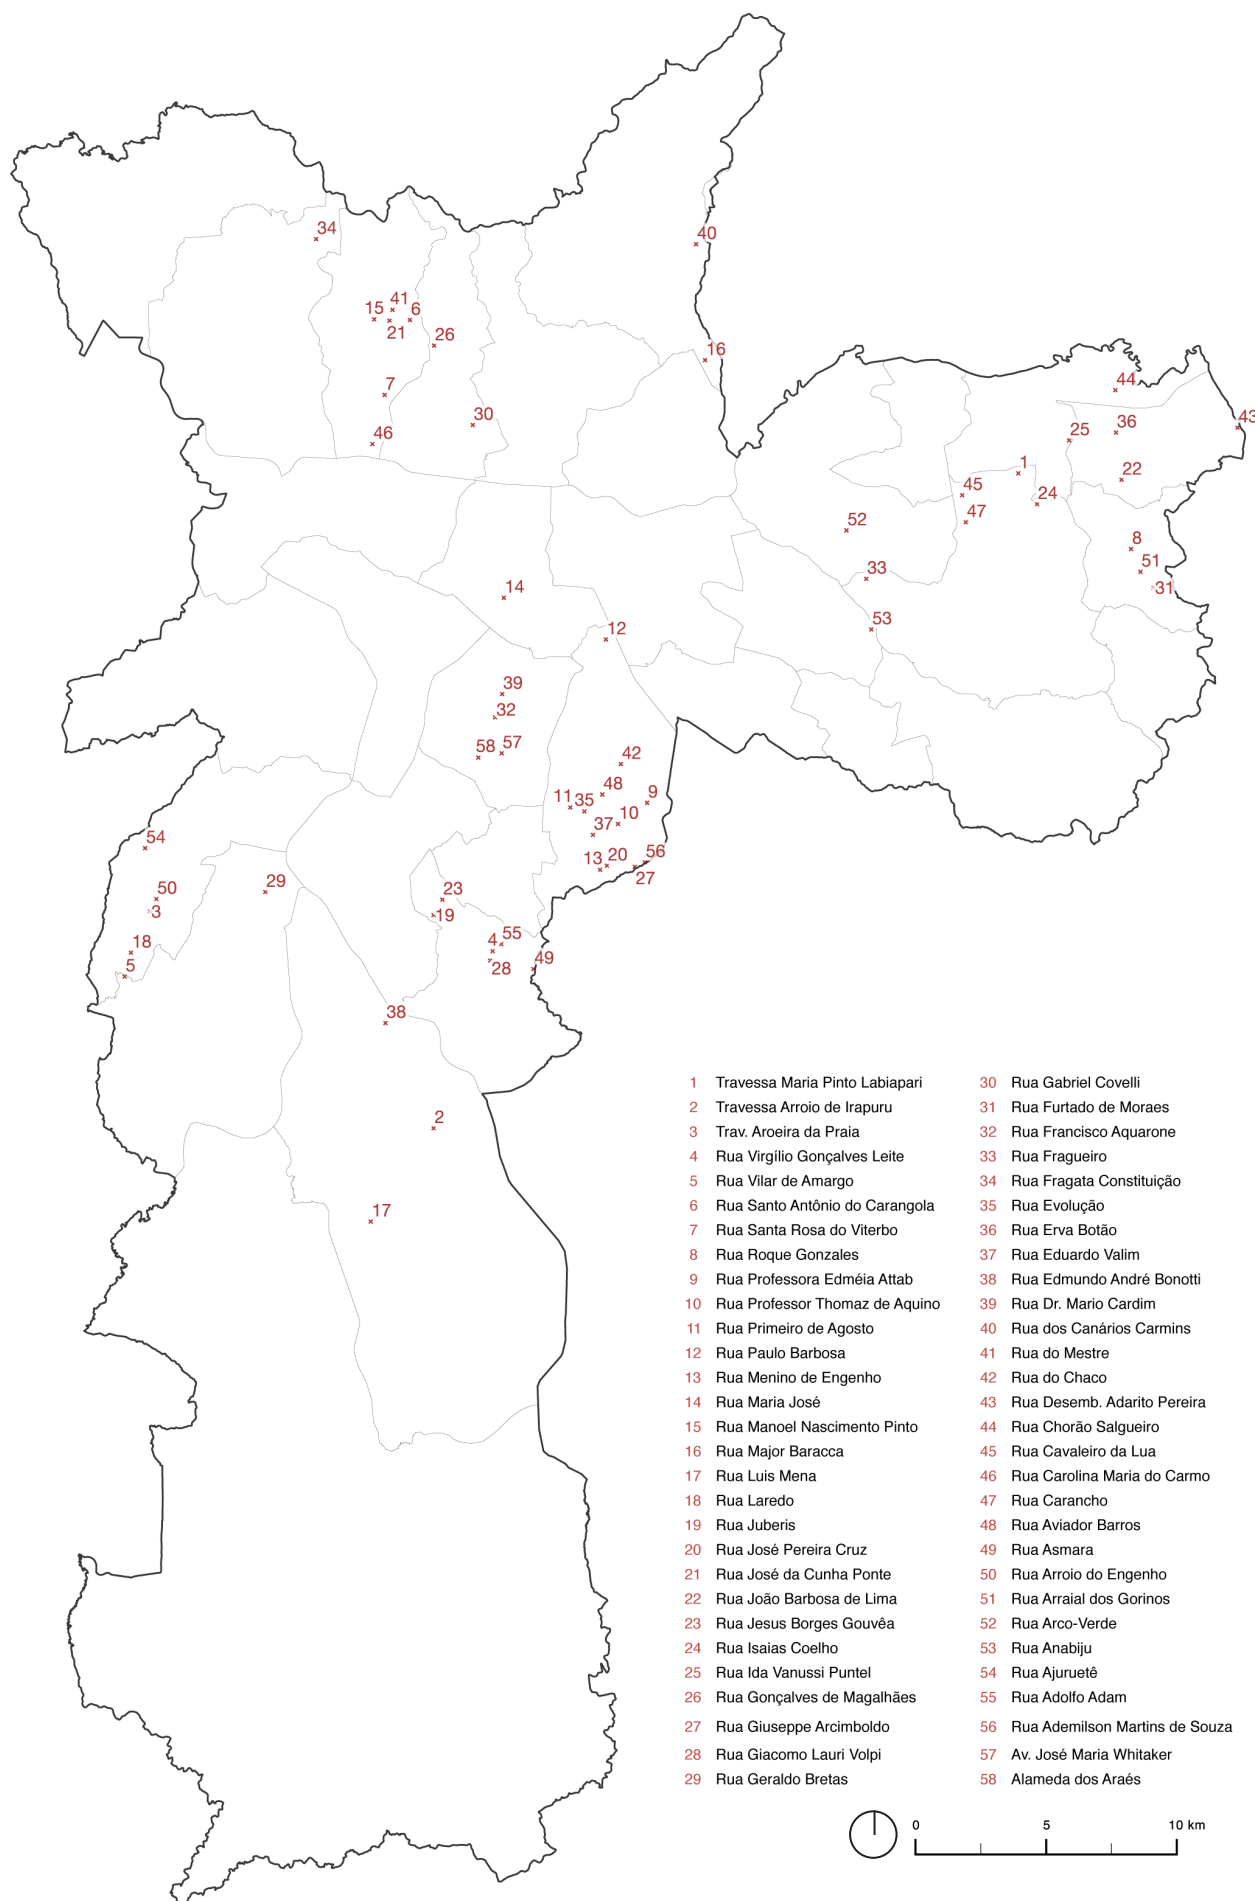 34
40
41
15
6
21
26
16
7
44
30
36
43
46
25
1
22
45
24
47
52
8
51
33
31
14
53
12
39
32
57
58
42
48
9
11
35
10
37
54
56
20
13
27
29
50
23
3
19
55
18
4
49
5
28
38
2
17
1 Travessa Maria Pinto Labiapari
2 Travessa Arroio de Irapuru
3 Trav. Aroeira da Praia
4 Rua Virgílio Gonçalves Leite
5 Rua Vilar de Amargo
6 Rua Santo Antônio do Carangola
7 Rua Santa Rosa do Viterbo
8 Rua Roque Gonzales
9 Rua Professora Edméia Attab
10 Rua Professor Thomaz de Aquino
11 Rua Primeiro de Agosto
12 Rua Paulo Barbosa
13 Rua Menino de Engenho
14 Rua Maria José
15 Rua Manoel Nascimento Pinto
16 Rua Major Baracca
17 Rua Luis Mena
18 Rua Laredo
19 Rua Juberis
20 Rua José Pereira Cruz
21 Rua José da Cunha Ponte
22 Rua João Barbosa de Lima
23 Rua Jesus Borges Gouvêa
24 Rua Isaias Coelho
25 Rua Ida Vanussi Puntel
26 Rua Gonçalves de Magalhães
27 Rua Giuseppe Arcimboldo
28 Rua Giacomo Lauri Volpi
29 Rua Geraldo Bretas
30 Rua Gabriel Covelli
31 Rua Furtado de Moraes
32 Rua Francisco Aquarone
33 Rua Fragueiro
34 Rua Fragata Constituição
35 Rua Evolução
36 Rua Erva Botão
37 Rua Eduardo Valim
38 Rua Edmundo André Bonotti
39 Rua Dr. Mario Cardim
40 Rua dos Canários Carmins
41 Rua do Mestre
42 Rua do Chaco
43 Rua Desemb. Adarito Pereira
44 Rua Chorão Salgueiro
45 Rua Cavaleiro da Lua
46 Rua Carolina Maria do Carmo
47 Rua Carancho
48 Rua Aviador Barros
49 Rua Asmara
50 Rua Arroio do Engenho
51 Rua Arraial dos Gorinos
52 Rua Arco-Verde
53 Rua Anabiju
54 Rua Ajuruetê
55 Rua Adolfo Adam
56 Rua Ademilson Martins de Souza
57 Av. José Maria Whitaker
58 Alameda dos Araés
0 5 10 km